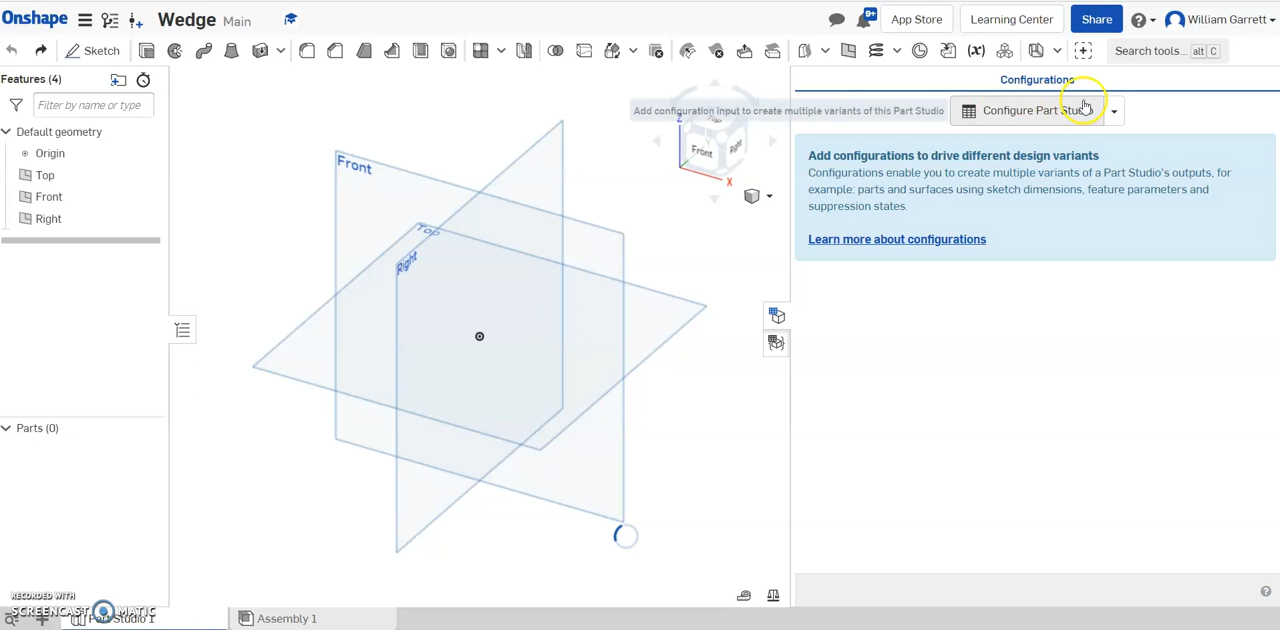 Onshape Wedge Main App Store Learning Center Share William Garrett
Sketch Search tools... alt C
Features (4)
Filter by name or type
Default geometry
Origin
Top
Front
Right
Parts (0)
Front
Top
Right
Z
Top
Front
Right
X
Configurations
Add configuration input to create multiple variants of this Part Studio
Configure Part Studio
Add configurations to drive different design variants
Configurations enable you to create multiple variants of a Part Studio's outputs, for
example: parts and surfaces using sketch dimensions, feature parameters and
suppression states.
Learn more about configurations
RECORDED WITH
SCREENCAST MATIC
Part Studio 1 Assembly 1